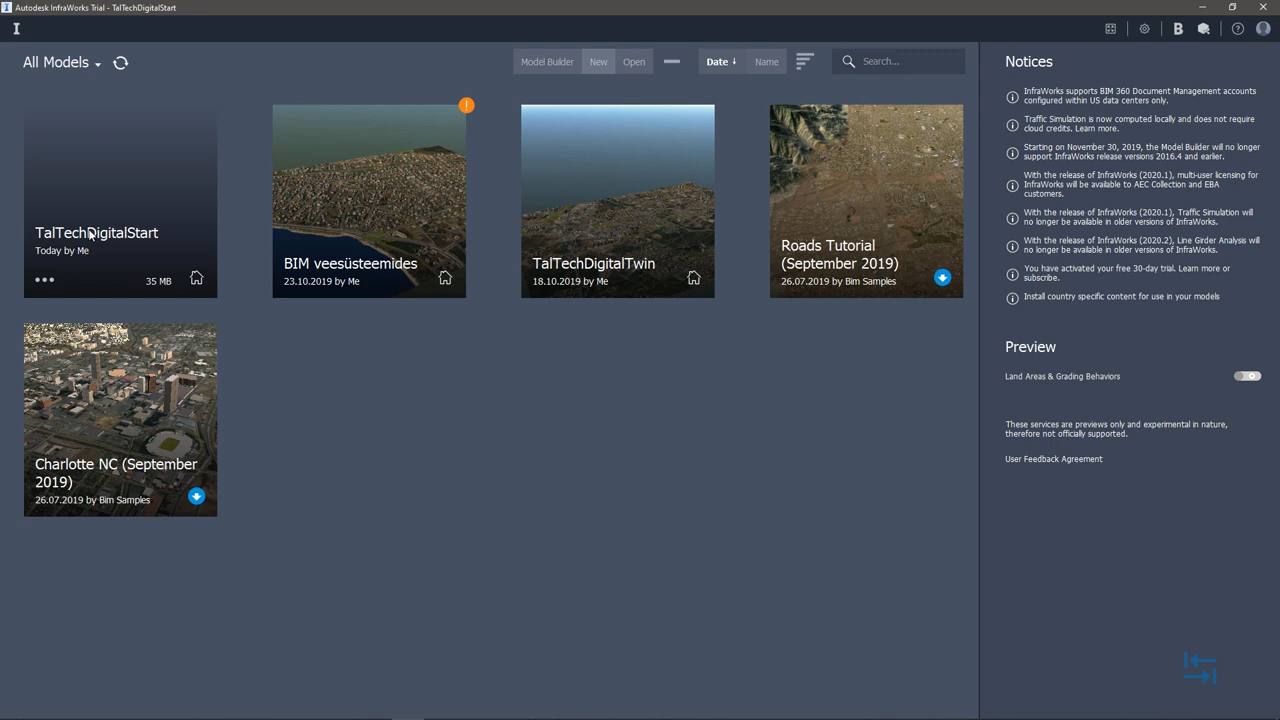 Autodesk InfraWorks Trial - TalTechDigitalStart
All Models
Model Builder
New
Open
Date ↓
Name
Search...
TalTechDigitalStart
Today by Me
35 MB
BIM veesüsteemides
23.10.2019 by Me
TalTechDigitalTwin
18.10.2019 by Me
Roads Tutorial
(September 2019)
26.07.2019 by Bim Samples
Charlotte NC (September
2019)
26.07.2019 by Bim Samples
Notices
InfraWorks supports BIM 360 Document Management accounts
configured within US data centers only.
Traffic Simulation is now computed locally and does not require
cloud credits. Learn more.
Starting on November 30, 2019, the Model Builder will no longer
support InfraWorks release versions 2016.4 and earlier.
With the release of InfraWorks (2020.1), multi-user licensing for
InfraWorks will be available to AEC Collection and EBA
customers.
With the release of InfraWorks (2020.1), Traffic Simulation will
no longer be available in older versions of InfraWorks.
With the release of InfraWorks (2020.2), Line Girder Analysis will
no longer be available in older versions of InfraWorks.
You have activated your free 30-day trial. Learn more or
subscribe.
Install country specific content for use in your models
Preview
Land Areas & Grading Behaviors
These services are previews only and experimental in nature,
therefore not officially supported.
User Feedback Agreement